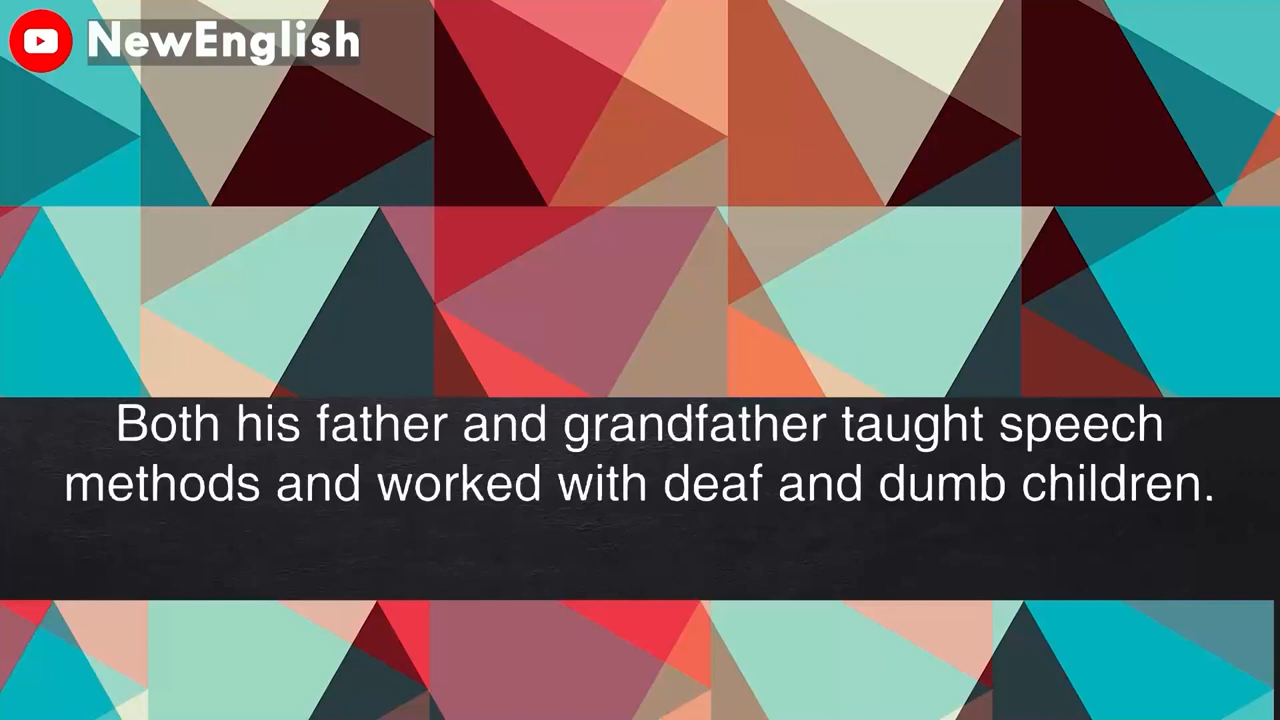 NewEnglish
Both his father and grandfather taught speech
methods and worked with deaf and dumb children.